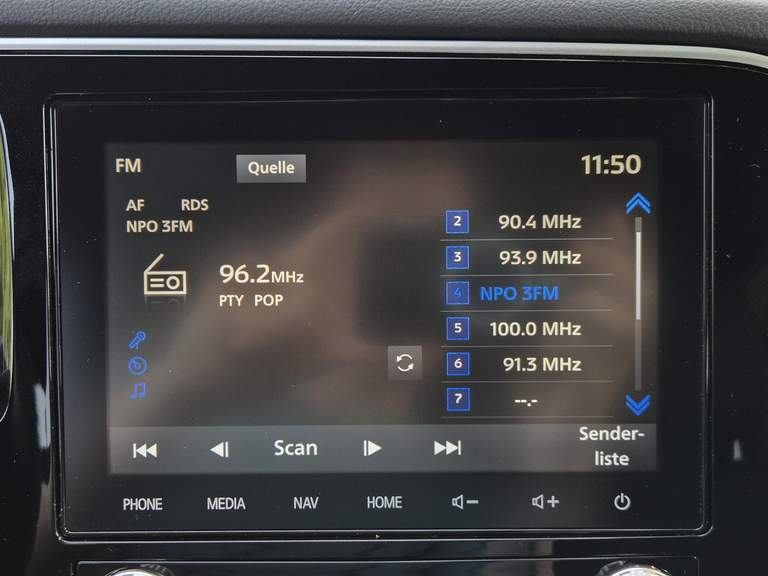 FM
Quelle
11:50
AF RDS
NPO 3FM
96.2MHz
PTY POP
2 90.4 MHz
3 93.9 MHz
4 NPO 3FM
5 100.0 MHz
6 91.3 MHz
7 --.-
Scan
Sender-
liste
PHONE MEDIA NAV HOME